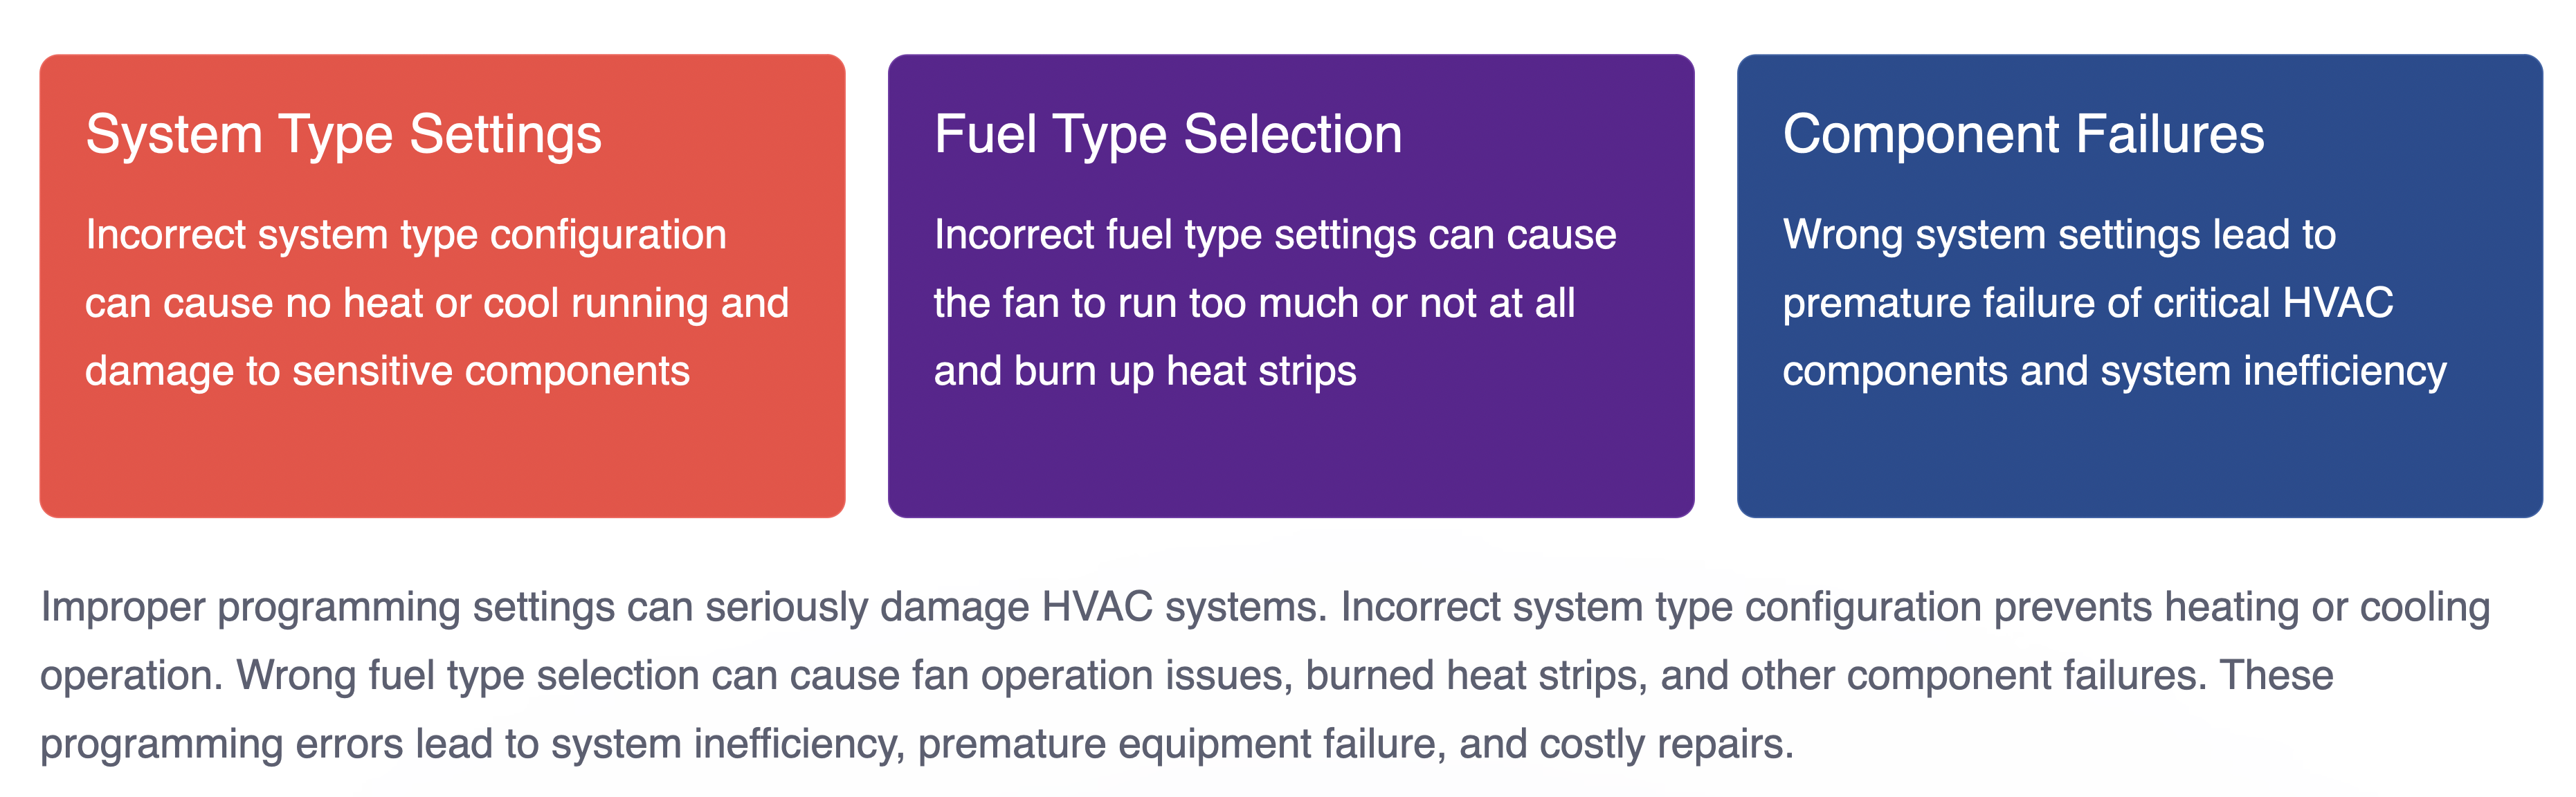 System Type Settings
Incorrect system type configuration
can cause no heat or cool running and
damage to sensitive components
Fuel Type Selection
Incorrect fuel type settings can cause
the fan to run too much or not at all
and burn up heat strips
Component Failures
Wrong system settings lead to
premature failure of critical HVAC
components and system inefficiency
Improper programming settings can seriously damage HVAC systems. Incorrect system type configuration prevents heating or cooling
operation. Wrong fuel type selection can cause fan operation issues, burned heat strips, and other component failures. These
programming errors lead to system inefficiency, premature equipment failure, and costly repairs.